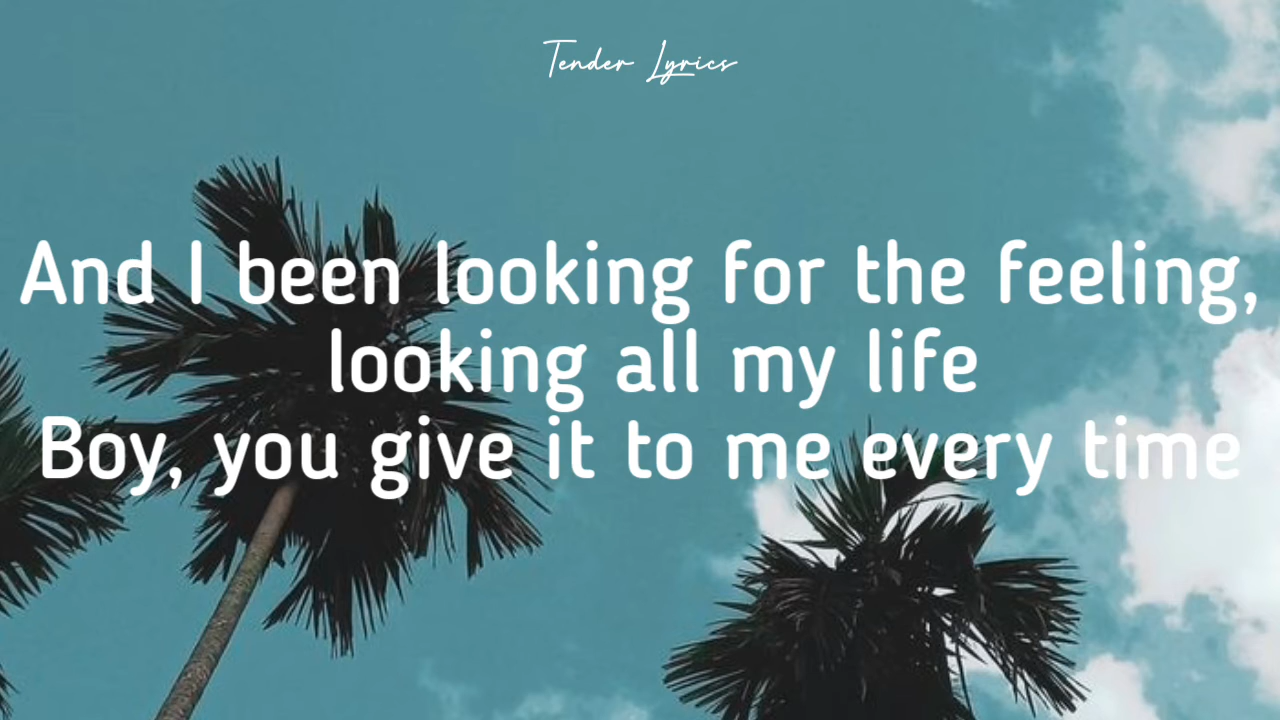 Tender Lyrics
And I been looking for the feeling,
looking all my life
Boy, you give it to me every time